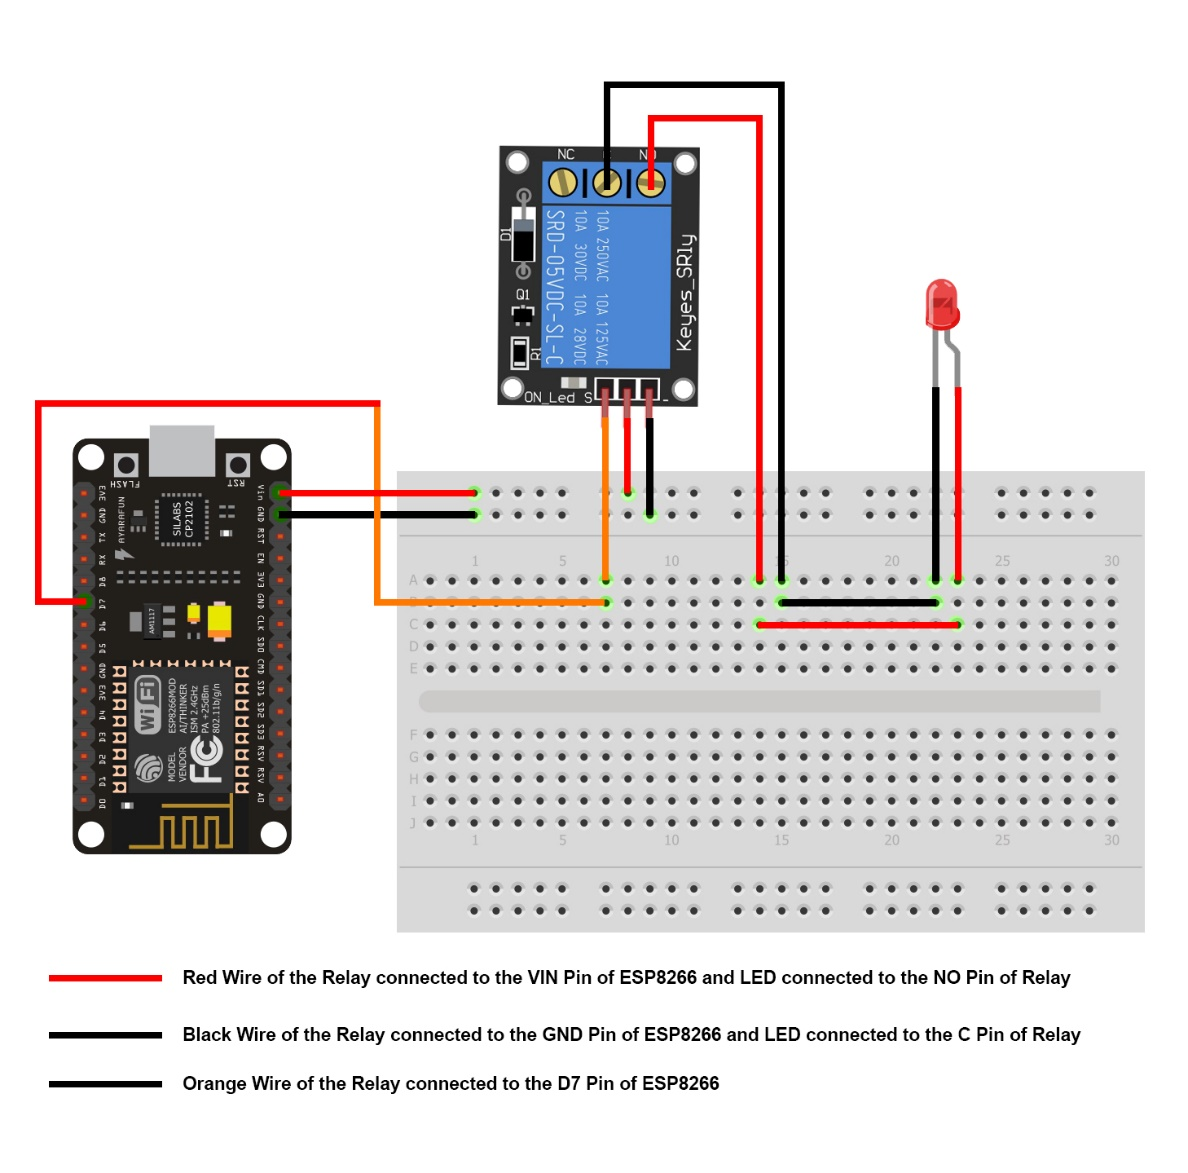 NC C NO
SRD-05VDC-SL-C
10A 30VDC 10A 28VDC
10A 250VAC 10A 125VAC
Keyes_SRly
D1
Q1
R1
ON_Led S -
FLASH RST
3V3
GND
TX
RX
D8
D7
D6
D5
GND
3V3
D4
D3
D2
D1
D0
AYARAFUN
SILABS
CP2102
AM1117
WiFi
ESP8266MOD
AI/THINKER
ISM 2.4GHz
PA +25dBm
802.11b/g/n
MODEL
VENDOR
FC
Vin
GND
RST
EN
3V3
GND
CLK
SD0
CMD
SD1
SD2
SD3
RSV
RSV
A0
1 5 10 15 20 25 30
A
B
C
D
E
F
G
H
I
J
1 5 10 15 20 25 30
Red Wire of the Relay connected to the VIN Pin of ESP8266 and LED connected to the NO Pin of Relay
Black Wire of the Relay connected to the GND Pin of ESP8266 and LED connected to the C Pin of Relay
Orange Wire of the Relay connected to the D7 Pin of ESP8266